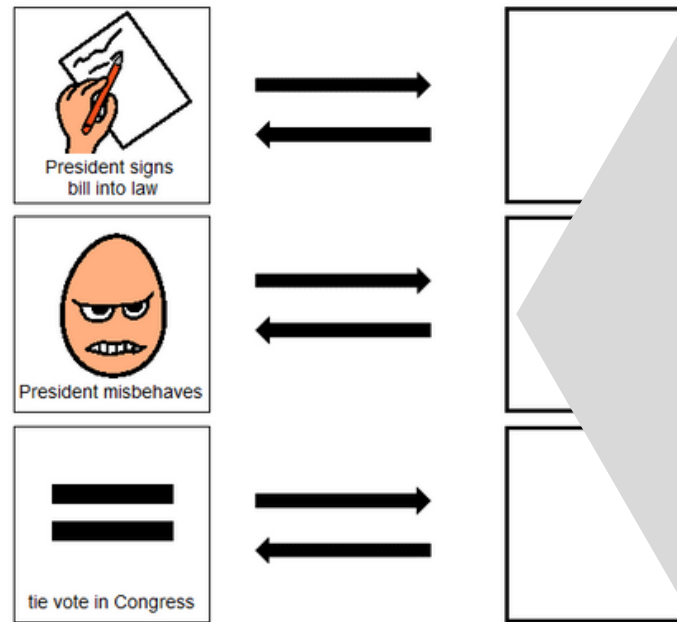 President signs
bill into law
President misbehaves
tie vote in Congress